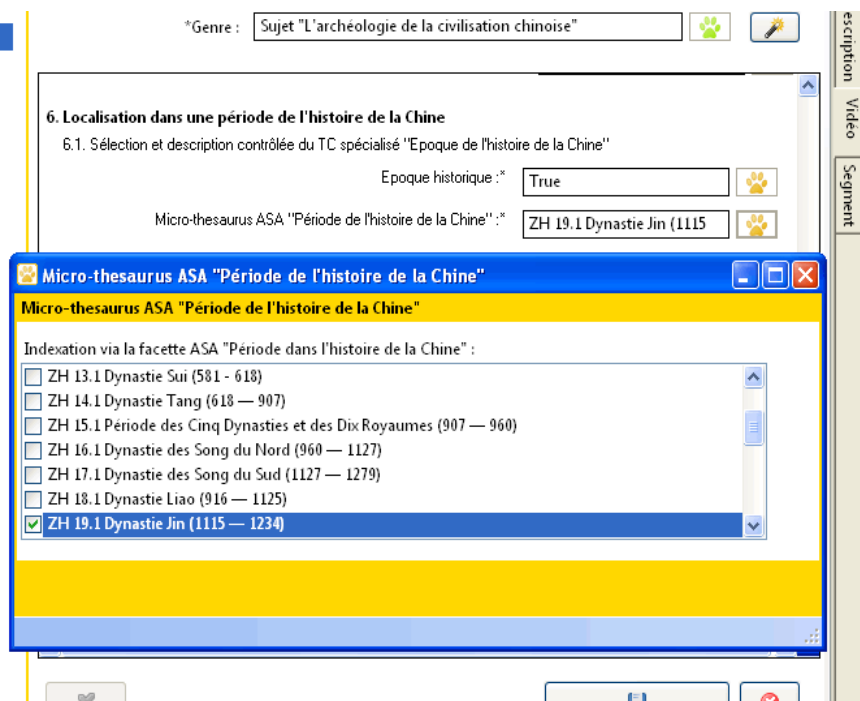 *Genre :
Sujet "L'archéologie de la civilisation chinoise"
escription
Vidéo
Segment
6. Localisation dans une période de l'histoire de la Chine
6.1. Sélection et description contrôlée du TC spécialisé "Epoque de l'histoire de la Chine"
Epoque historique :*
True
Micro-thesaurus ASA "Période de l'histoire de la Chine" :*
ZH 19.1 Dynastie Jin (1115
Micro-thesaurus ASA "Période de l'histoire de la Chine"
Micro-thesaurus ASA "Période de l'histoire de la Chine"
Indexation via la facette ASA "Période dans l'histoire de la Chine" :
ZH 13.1 Dynastie Sui (581 - 618)
ZH 14.1 Dynastie Tang (618 — 907)
ZH 15.1 Période des Cinq Dynasties et des Dix Royaumes (907 — 960)
ZH 16.1 Dynastie des Song du Nord (960 — 1127)
ZH 17.1 Dynastie des Song du Sud (1127 — 1279)
ZH 18.1 Dynastie Liao (916 — 1125)
ZH 19.1 Dynastie Jin (1115 — 1234)